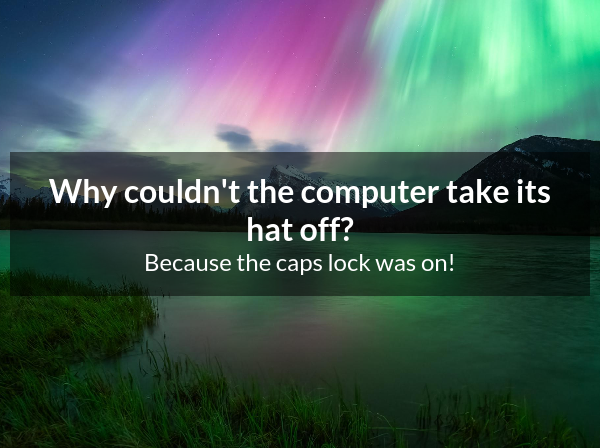 Why couldn't the computer take its
hat off?
Because the caps lock was on!